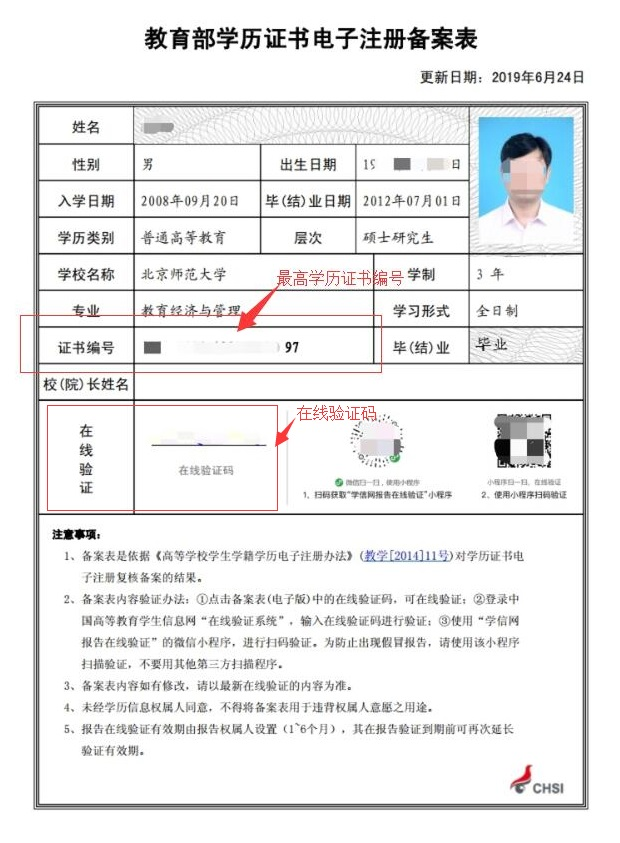 教育部学历证书电子注册备案表
更新日期：2019年6月24日
姓名
性别 男 出生日期 19 日
入学日期 2008年09月20日 毕(结)业日期 2012年07月01日
学历类别 普通高等教育 层次 硕士研究生
学校名称 北京师范大学 学制 3 年
最高学历证书编号
专业 教育经济与管理 学习形式 全日制
证书编号 97 毕(结)业 毕业
校(院)长姓名
在线验证码
在线验证
在线验证码
微信扫一扫，使用小程序
1、扫码获取“学信网报告在线验证”小程序
小程序扫一扫，在线验证
2、使用小程序扫码验证
注意事项：
1、备案表是依据《高等学校学生学籍学历电子注册办法》(教学[2014]11号)对学历证书电
子注册复核备案的结果。
2、备案表内容验证办法：①点击备案表(电子版)中的在线验证码，可在线验证；②登录中
国高等教育学生信息网“在线验证系统”，输入在线验证码进行验证；③使用“学信网
报告在线验证”的微信小程序，进行扫码验证。为防止出现假冒报告，请使用该小程序
扫描验证，不要用其他第三方扫描程序。
3、备案表内容如有修改，请以最新在线验证的内容为准。
4、未经学历信息权属人同意，不得将备案表用于违背权属人意愿之用途。
5、报告在线验证有效期由报告权属人设置（1~6个月），其在报告验证到期前可再次延长
验证有效期。
CHSI